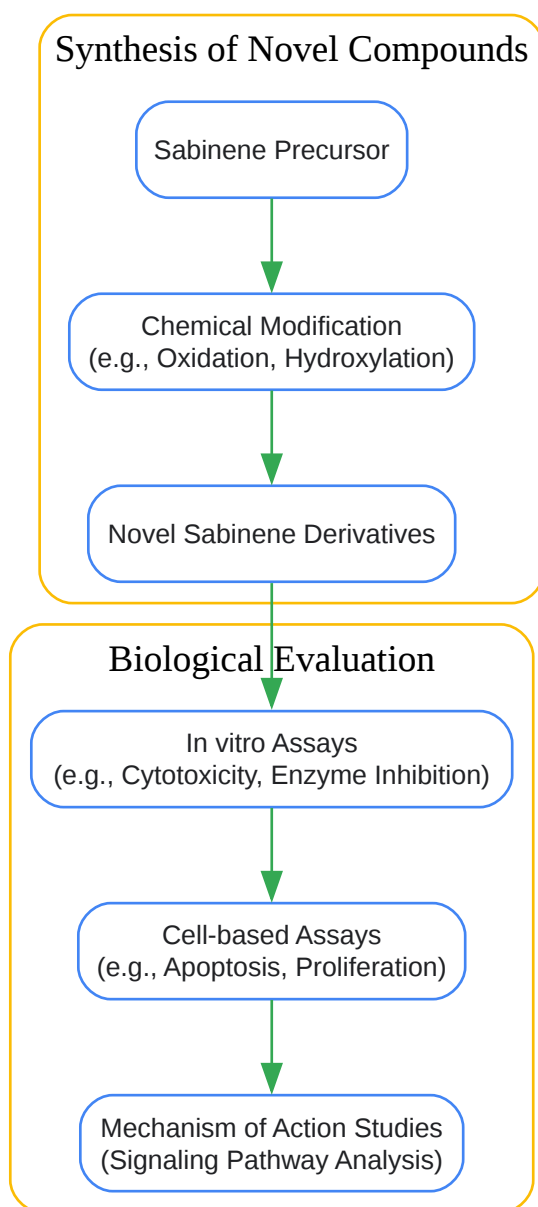 Synthesis of Novel Compounds
Sabinene Precursor
Chemical Modification
(e.g., Oxidation, Hydroxylation)
Novel Sabinene Derivatives
Biological Evaluation
In vitro Assays
(e.g., Cytotoxicity, Enzyme Inhibition)
Cell-based Assays
(e.g., Apoptosis, Proliferation)
Mechanism of Action Studies
(Signaling Pathway Analysis)